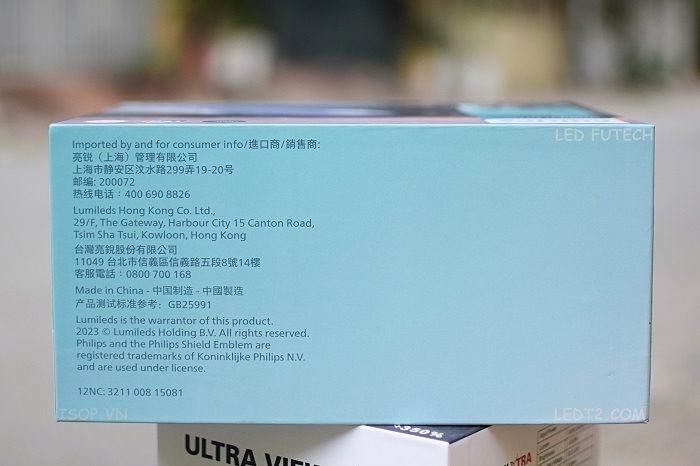 LED FUTECH
Imported by and for consumer info/進口商/銷售商:
亮锐（上海）管理有限公司
上海市静安区汶水路299弄19-20号
邮编: 200072
热线电话：400 690 8826
Lumileds Hong Kong Co. Ltd.,
29/F, The Gateway, Harbour City 15 Canton Road,
Tsim Sha Tsui, Kowloon, Hong Kong
台灣亮銳股份有限公司
11049 台北市信義區信義路五段8號14樓
客服電話：0800 700 168
Made in China - 中国制造 - 中國製造
产品测试标准参考：GB25991
Lumileds is the warrantor of this product.
2023 © Lumileds Holding B.V. All rights reserved.
Philips and the Philips Shield Emblem are
registered trademarks of Koninklijke Philips N.V.
and are used under license.
12NC: 3211 008 15081
TSOP.VN
LEDT2.COM
+350%
ULTRA